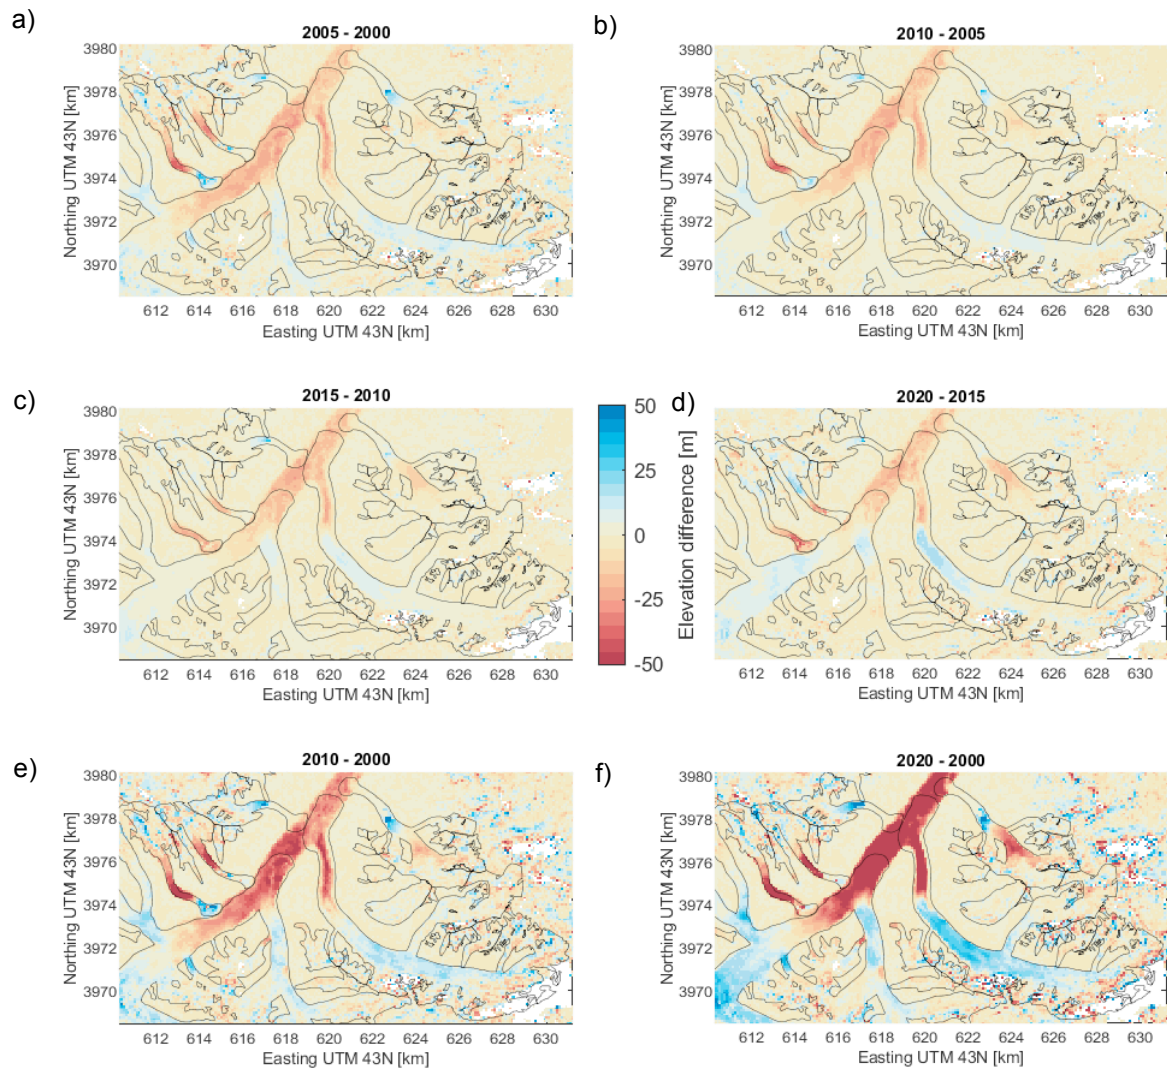 a)
2005 - 2000
3980
3978
3976
3974
3972
3970
Northing UTM 43N [km]
612 614 616 618 620 622 624 626 628 630
Easting UTM 43N [km]
b)
2010 - 2005
3980
3978
3976
3974
3972
3970
Northing UTM 43N [km]
612 614 616 618 620 622 624 626 628 630
Easting UTM 43N [km]
c)
2015 - 2010
3980
3978
3976
3974
3972
3970
Northing UTM 43N [km]
612 614 616 618 620 622 624 626 628 630
Easting UTM 43N [km]
50
25
0
-25
-50
Elevation difference [m]
d)
2020 - 2015
3980
3978
3976
3974
3972
3970
Northing UTM 43N [km]
612 614 616 618 620 622 624 626 628 630
Easting UTM 43N [km]
e)
2010 - 2000
3980
3978
3976
3974
3972
3970
Northing UTM 43N [km]
612 614 616 618 620 622 624 626 628 630
Easting UTM 43N [km]
f)
2020 - 2000
3980
3978
3976
3974
3972
3970
Northing UTM 43N [km]
612 614 616 618 620 622 624 626 628 630
Easting UTM 43N [km]